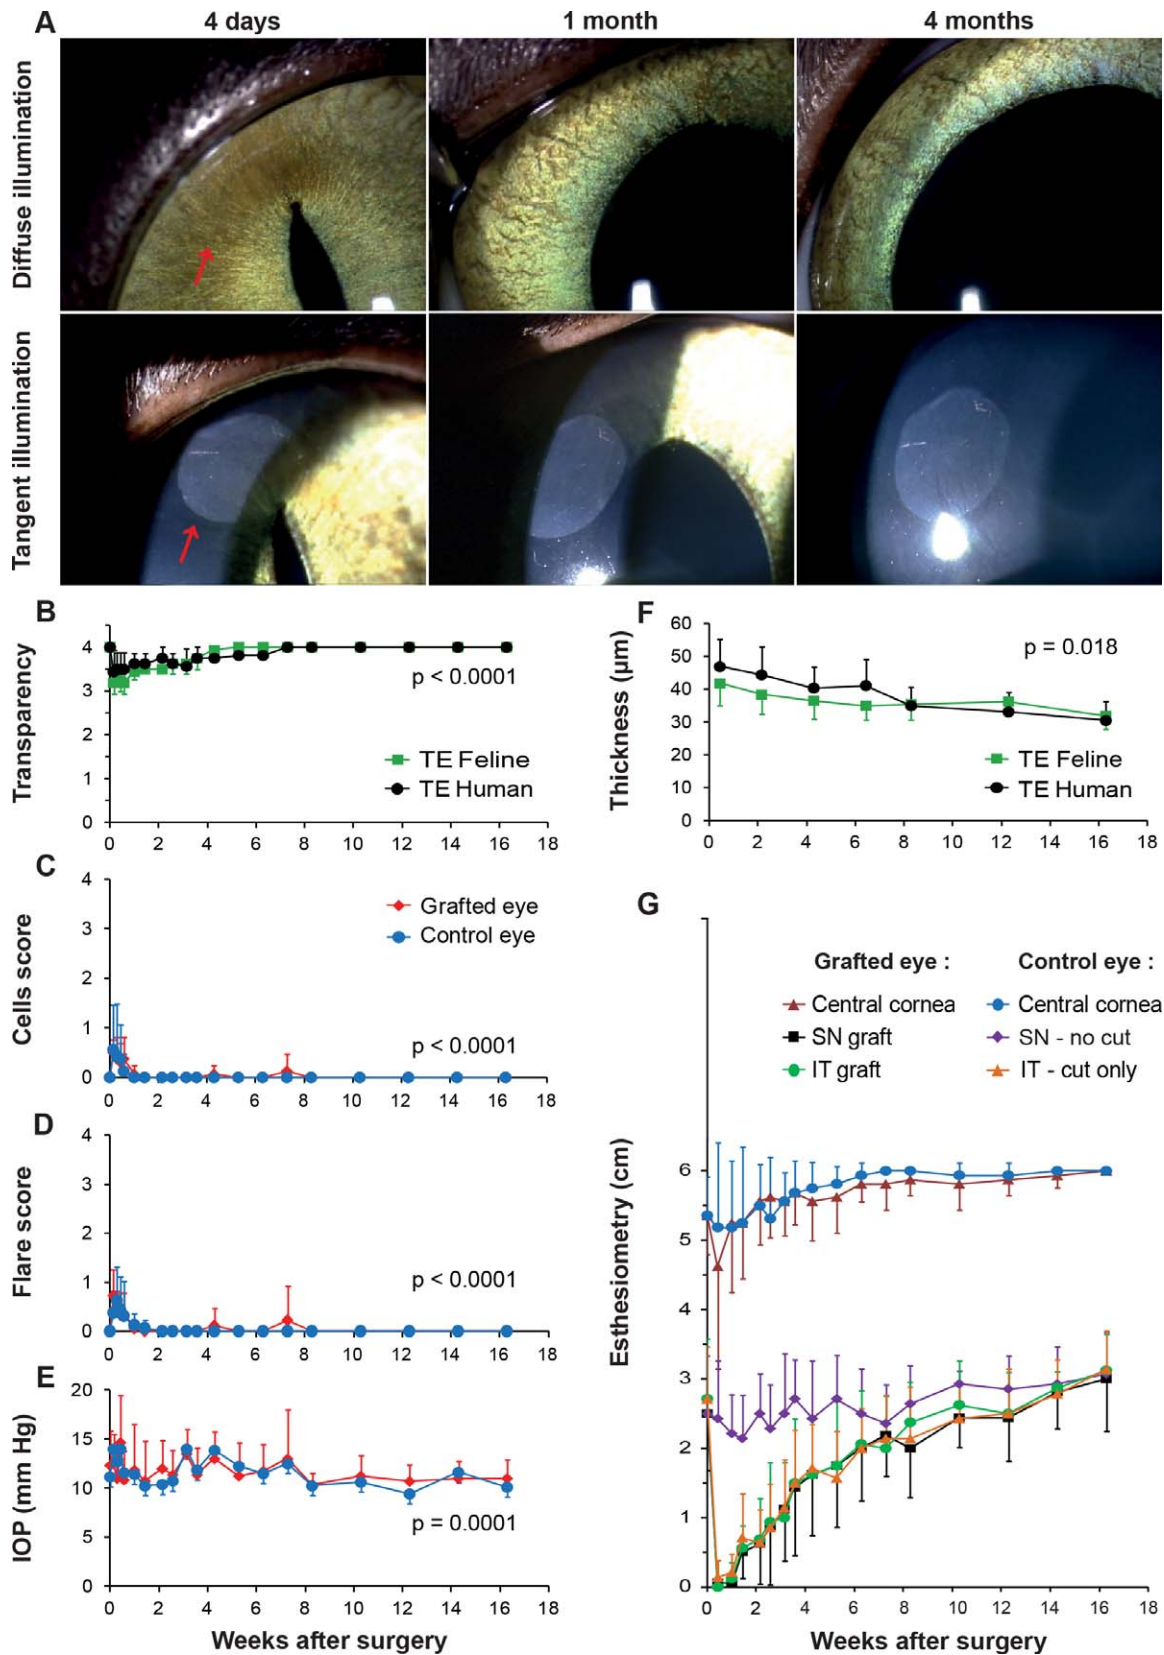 A
4 days
1 month
4 months
Diffuse illumination
Tangent illumination
B
Transparency
4
3
2
1
0
p < 0.0001
TE Feline
TE Human
0 2 4 6 8 10 12 14 16 18
C
Cells score
4
3
2
1
0
Grafted eye
Control eye
p < 0.0001
0 2 4 6 8 10 12 14 16 18
D
Flare score
4
3
2
1
0
p < 0.0001
0 2 4 6 8 10 12 14 16 18
E
IOP (mm Hg)
20
15
10
5
0
p = 0.0001
0 2 4 6 8 10 12 14 16 18
Weeks after surgery
F
Thickness (µm)
60
50
40
30
20
10
0
p = 0.018
TE Feline
TE Human
0 2 4 6 8 10 12 14 16 18
G
Esthesiometry (cm)
Grafted eye :
Central cornea
SN graft
IT graft
Control eye :
Central cornea
SN - no cut
IT - cut only
6
5
4
3
2
1
0
0 2 4 6 8 10 12 14 16 18
Weeks after surgery